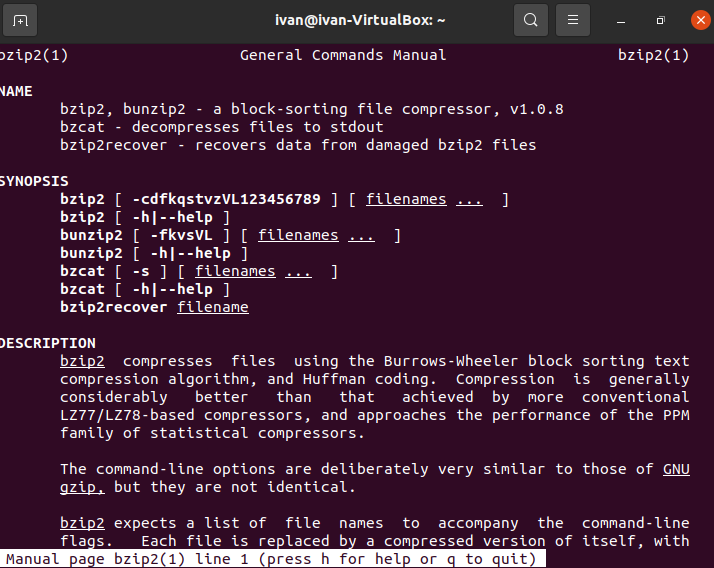 ivan@ivan-VirtualBox: ~
bzip2(1) General Commands Manual bzip2(1)
NAME
bzip2, bunzip2 - a block-sorting file compressor, v1.0.8
bzcat - decompresses files to stdout
bzip2recover - recovers data from damaged bzip2 files
SYNOPSIS
bzip2 [ -cdfkqstvzVL123456789 ] [ filenames ... ]
bzip2 [ -h|--help ]
bunzip2 [ -fkvsVL ] [ filenames ... ]
bunzip2 [ -h|--help ]
bzcat [ -s ] [ filenames ... ]
bzcat [ -h|--help ]
bzip2recover filename
DESCRIPTION
bzip2 compresses files using the Burrows-Wheeler block sorting text
compression algorithm, and Huffman coding. Compression is generally
considerably better than that achieved by more conventional
LZ77/LZ78-based compressors, and approaches the performance of the PPM
family of statistical compressors.
The command-line options are deliberately very similar to those of GNU
gzip, but they are not identical.
bzip2 expects a list of file names to accompany the command-line
flags. Each file is replaced by a compressed version of itself, with
Manual page bzip2(1) line 1 (press h for help or q to quit)